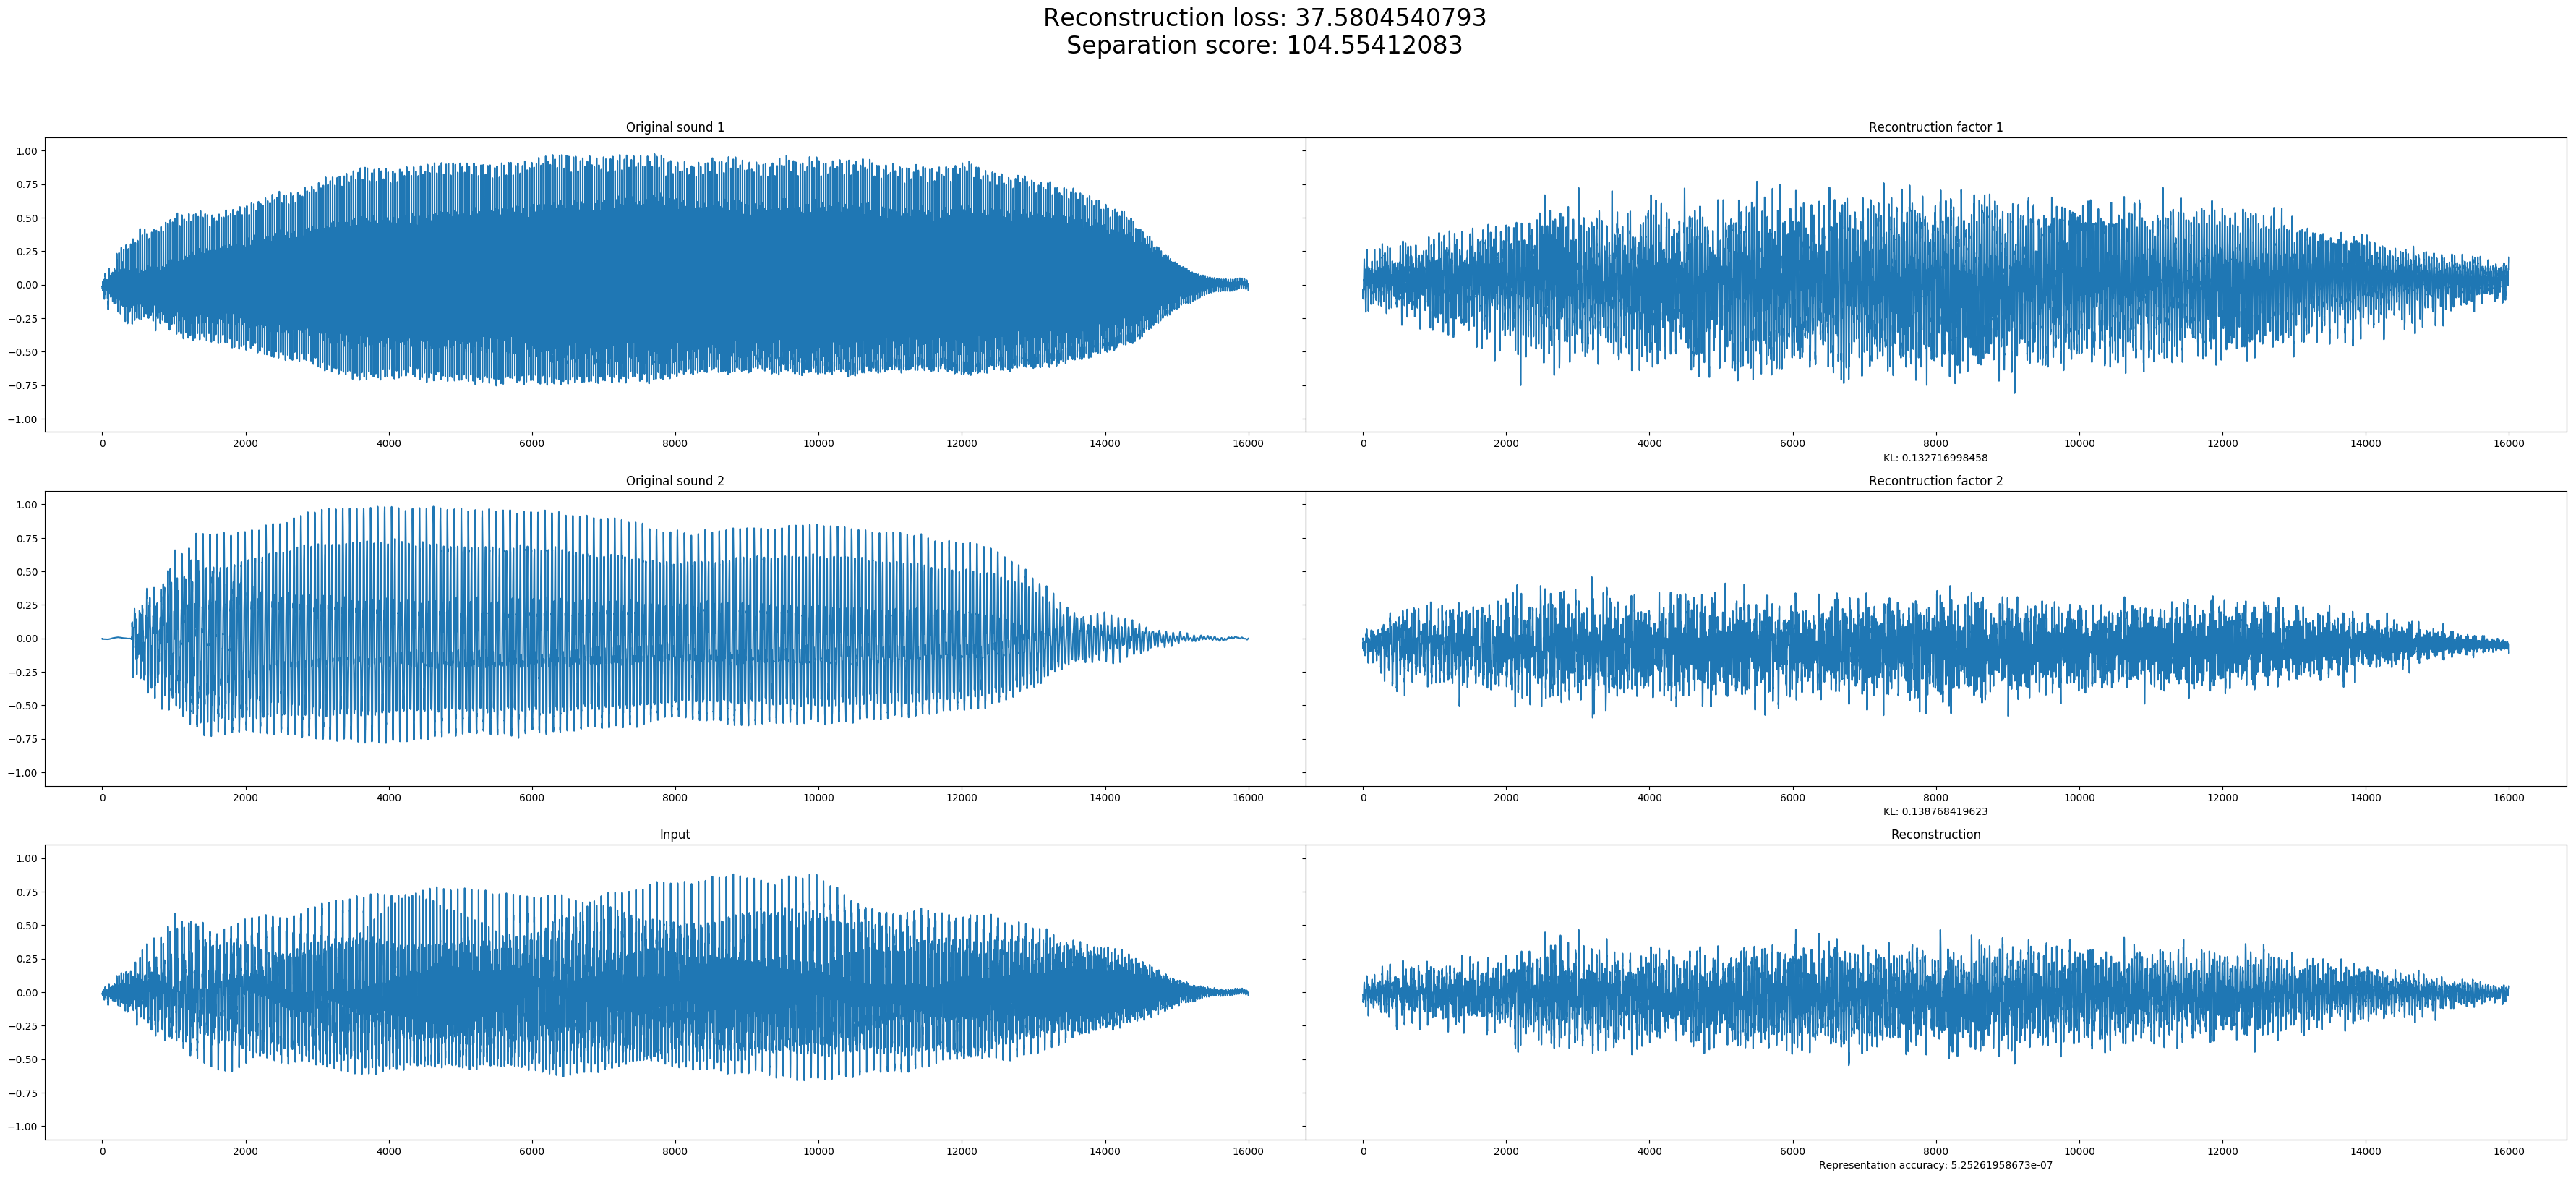 Reconstruction loss: 37.5804540793
Separation score: 104.55412083
Original sound 1
Recontruction factor 1
1.00
0.75
0.50
0.25
0.00
−0.25
−0.50
−0.75
−1.00
0 2000 4000 6000 8000 10000 12000 14000 16000
0 2000 4000 6000 8000 10000 12000 14000 16000
KL: 0.132716998458
Original sound 2
Recontruction factor 2
1.00
0.75
0.50
0.25
0.00
−0.25
−0.50
−0.75
−1.00
0 2000 4000 6000 8000 10000 12000 14000 16000
0 2000 4000 6000 8000 10000 12000 14000 16000
KL: 0.138768419623
Input
Reconstruction
1.00
0.75
0.50
0.25
0.00
−0.25
−0.50
−0.75
−1.00
0 2000 4000 6000 8000 10000 12000 14000 16000
0 2000 4000 6000 8000 10000 12000 14000 16000
Representation accuracy: 5.25261958673e-07